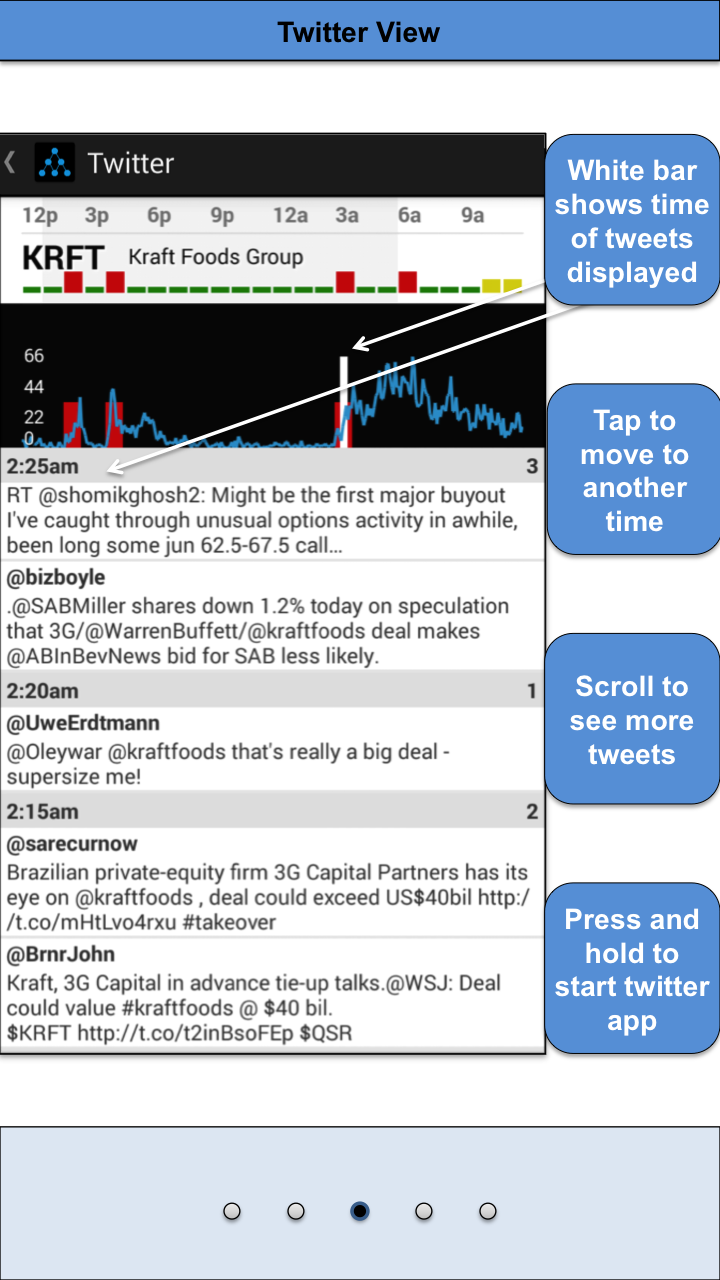 Twitter View
Twitter
12p 3p 6p 9p 12a 3a 6a 9a
KRFT Kraft Foods Group
66
44
22
0
2:25am 3
RT @shomikghosh2: Might be the first major buyout
I've caught through unusual options activity in awhile,
been long some jun 62.5-67.5 call...
@bizboyle
.@SABMiller shares down 1.2% today on speculation
that 3G/@WarrenBuffett/@kraftfoods deal makes
@ABInBevNews bid for SAB less likely.
2:20am 1
@UweErdtmann
@Oleywar @kraftfoods that's really a big deal -
supersize me!
2:15am 2
@sarecurnow
Brazilian private-equity firm 3G Capital Partners has its
eye on @kraftfoods , deal could exceed US$40bil http:/
/t.co/mHtLvo4rxu #takeover
@BrnrJohn
Kraft, 3G Capital in advance tie-up talks.@WSJ: Deal
could value #kraftfoods @ $40 bil.
$KRFT http://t.co/t2inBsoFEp $QSR
White bar
shows time
of tweets
displayed
Tap to
move to
another
time
Scroll to
see more
tweets
Press and
hold to
start twitter
app